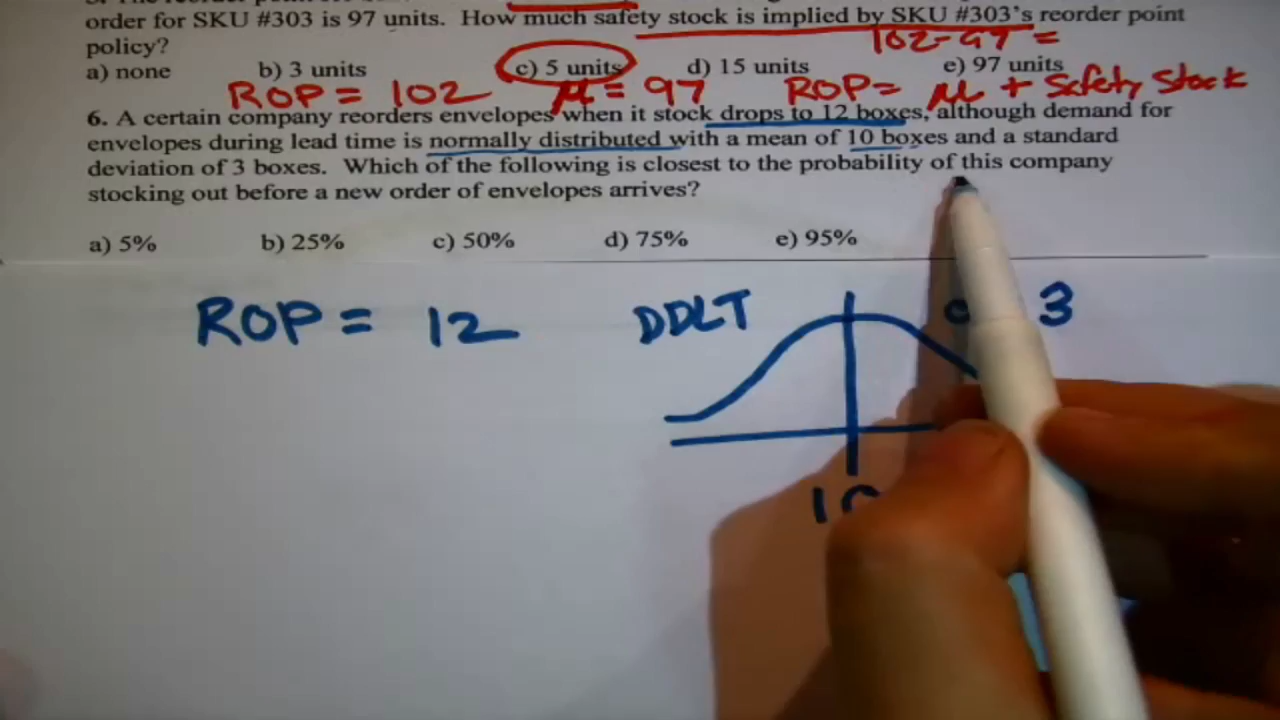 order for SKU #303 is 97 units. How much safety stock is implied by SKU #303's reorder point
policy?
102-97 =
a) none b) 3 units c) 5 units d) 15 units e) 97 units
ROP = 102 μ = 97 ROP = μ + Safety Stock
6. A certain company reorders envelopes when it stock drops to 12 boxes, although demand for
envelopes during lead time is normally distributed with a mean of 10 boxes and a standard
deviation of 3 boxes. Which of the following is closest to the probability of this company
stocking out before a new order of envelopes arrives?
a) 5% b) 25% c) 50% d) 75% e) 95%
ROP = 12 DDLT 3
10